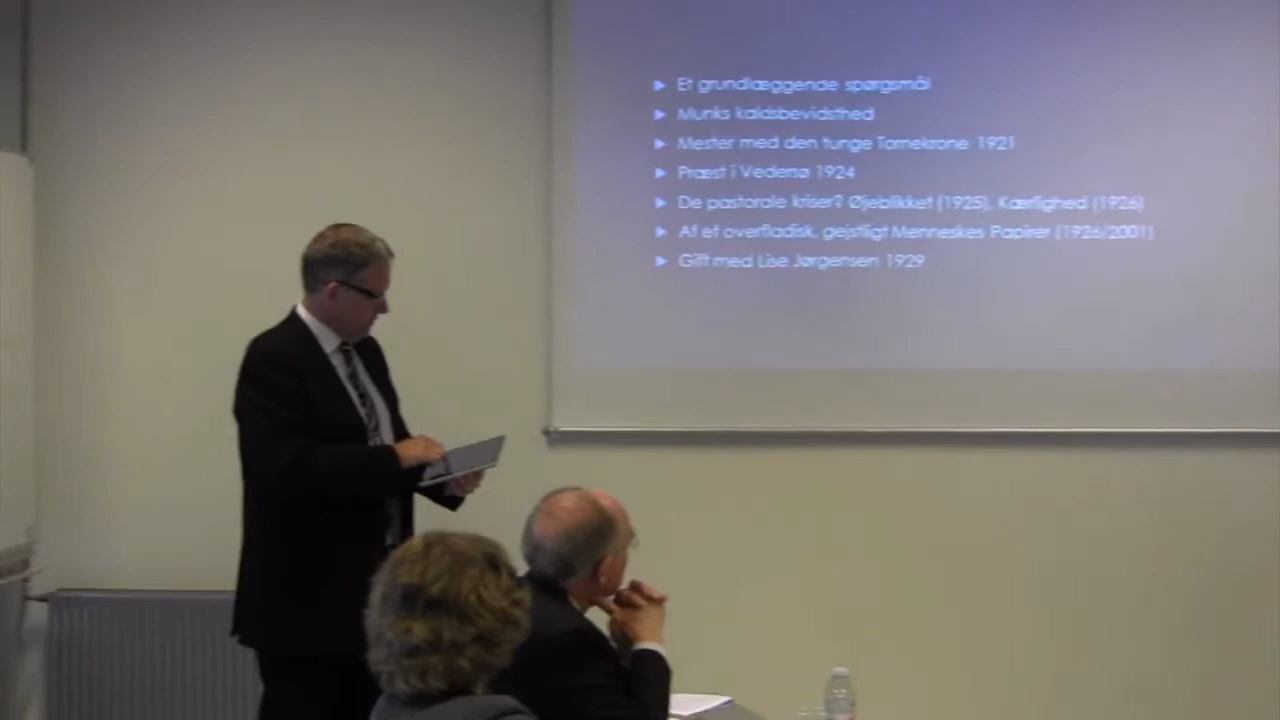 Et grundlæggende spørgsmål
Munks kaldsbevidsthed
Mester med den tunge Tornekrone 1921
Præst i Vedersø 1924
De pastorale kriser? Øjeblikket (1925), Kærlighed (1926)
Af et overfladisk, gejstligt Menneskes Papirer (1926/2001)
Gift med Lise Jørgensen 1929